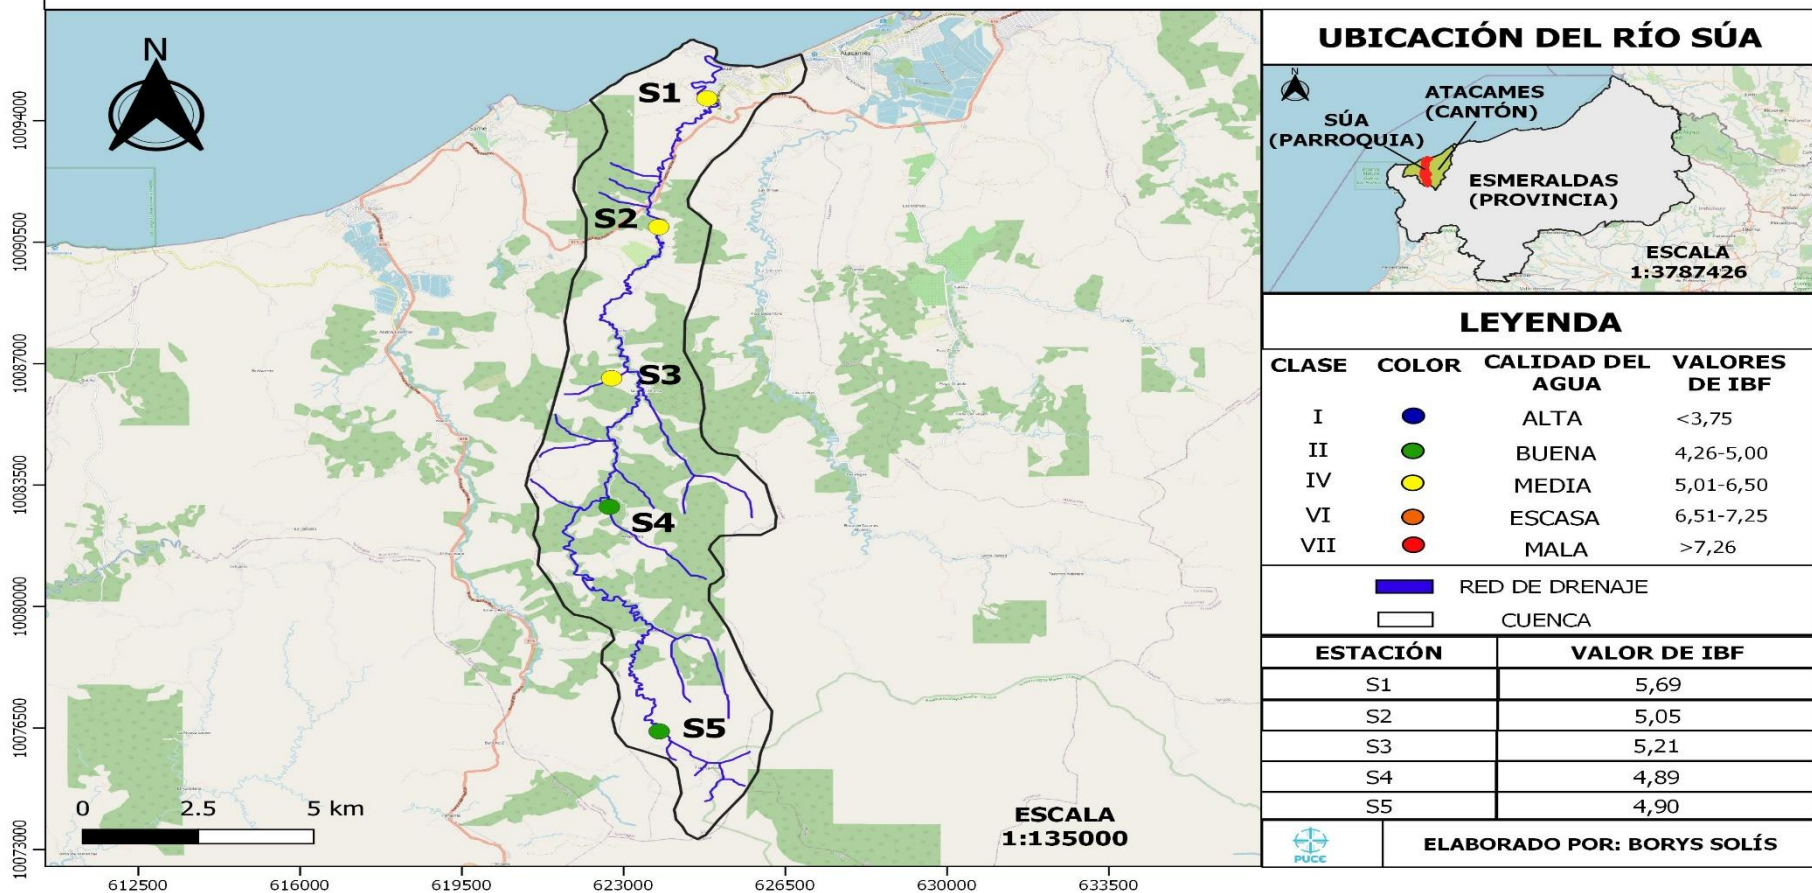 UBICACIÓN DEL RÍO SÚA
N
ATACAMES
(CANTÓN)
SÚA
(PARROQUIA)
ESMERALDAS
(PROVINCIA)
ESCALA
1:3787426
N
S1
S2
S3
S4
S5
Atacames
Same
0 2.5 5 km
ESCALA
1:135000
10094000
10090500
10087000
10083500
10080000
10076500
10073000
612500 616000 619500 623000 626500 630000 633500
LEYENDA
CLASE COLOR CALIDAD DEL AGUA VALORES DE IBF
I ALTA <3,75
II BUENA 4,26-5,00
IV MEDIA 5,01-6,50
VI ESCASA 6,51-7,25
VII MALA >7,26
RED DE DRENAJE
CUENCA
ESTACIÓN VALOR DE IBF
S1 5,69
S2 5,05
S3 5,21
S4 4,89
S5 4,90
PUCE
ELABORADO POR: BORYS SOLÍS